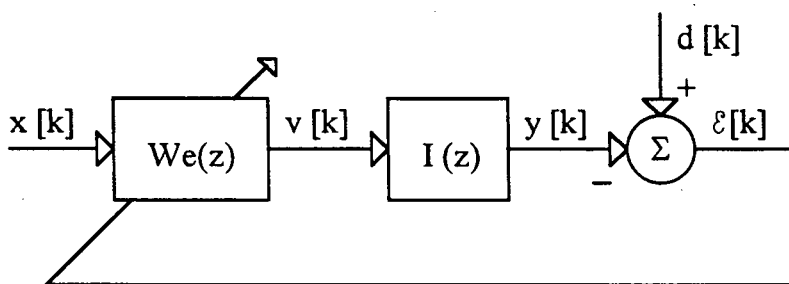 d [k]
+
x [k]
We(z)
v [k]
I (z)
y [k]
−
Σ
ℰ[k]